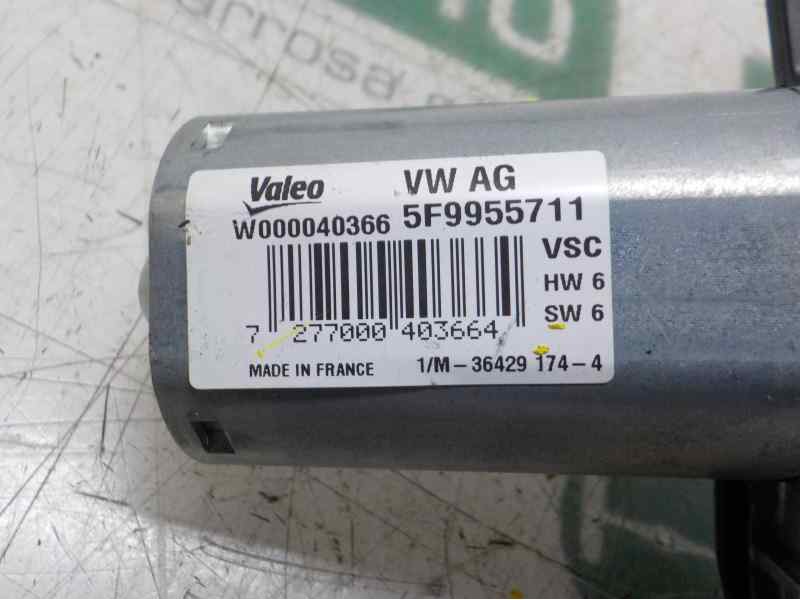 arrosa
Valeo VW AG
W000040366 5F9955711
VSC
HW 6
SW 6
7 277000 403664
MADE IN FRANCE 1/M-36429 174-4